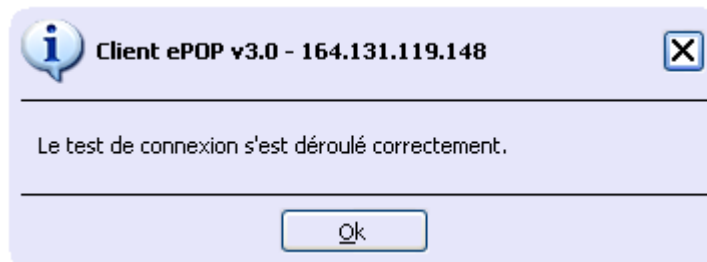 Client ePOP v3.0 - 164.131.119.148
Le test de connexion s'est déroulé correctement.
Ok